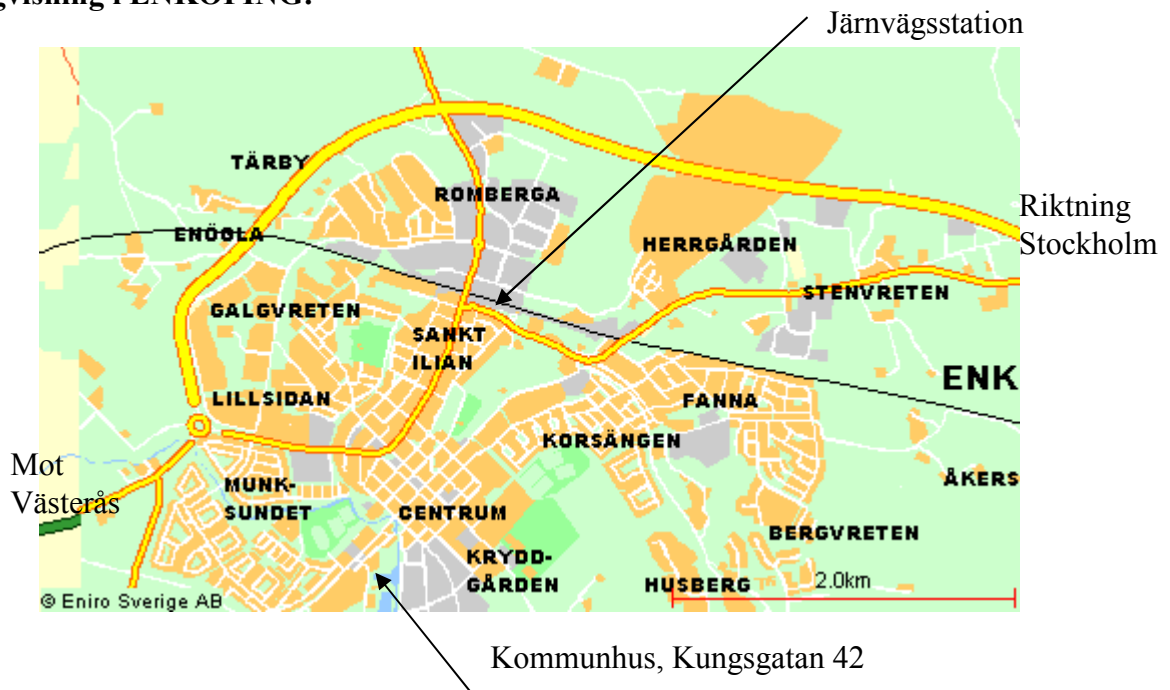 ENKÖPING?
Järnvägsstation
TÄRBY
ROMBERGA
Riktning
Stockholm
ENÖGLA
HERRGÅRDEN
STENVRETEN
GALGVRETEN
SANKT
ILIAN
ENK
LILLSIDAN
FANNA
KORSÄNGEN
Mot
Västerås
MUNK-
SUNDET
ÅKERS
CENTRUM
BERGVRETEN
KRYDD-
GÅRDEN
HUSBERG
2.0km
© Eniro Sverige AB
Kommunhus, Kungsgatan 42